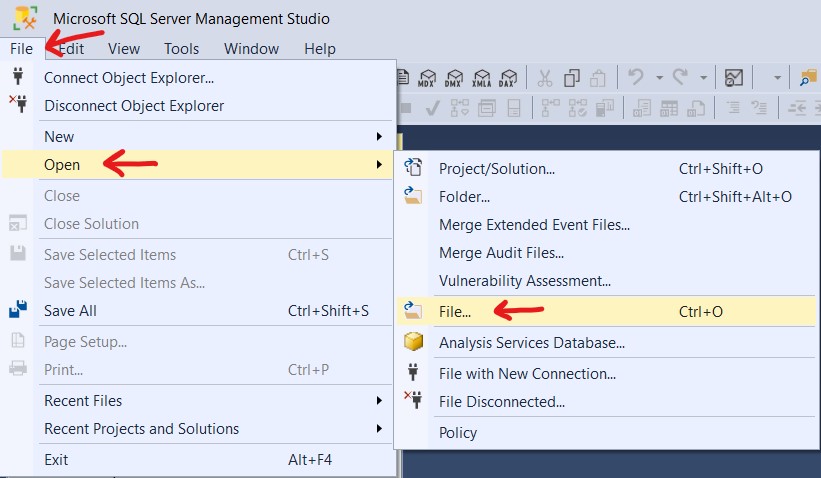 Microsoft SQL Server Management Studio
File Edit View Tools Window Help
MDX DMX XMLA DAX
Connect Object Explorer...
Disconnect Object Explorer
New
Open
Close
Close Solution
Save Selected Items Ctrl+S
Save Selected Items As...
Save All Ctrl+Shift+S
Page Setup...
Print... Ctrl+P
Recent Files
Recent Projects and Solutions
Exit Alt+F4
Project/Solution... Ctrl+Shift+O
Folder... Ctrl+Shift+Alt+O
Merge Extended Event Files...
Merge Audit Files...
Vulnerability Assessment...
File... Ctrl+O
Analysis Services Database...
File with New Connection...
File Disconnected...
Policy